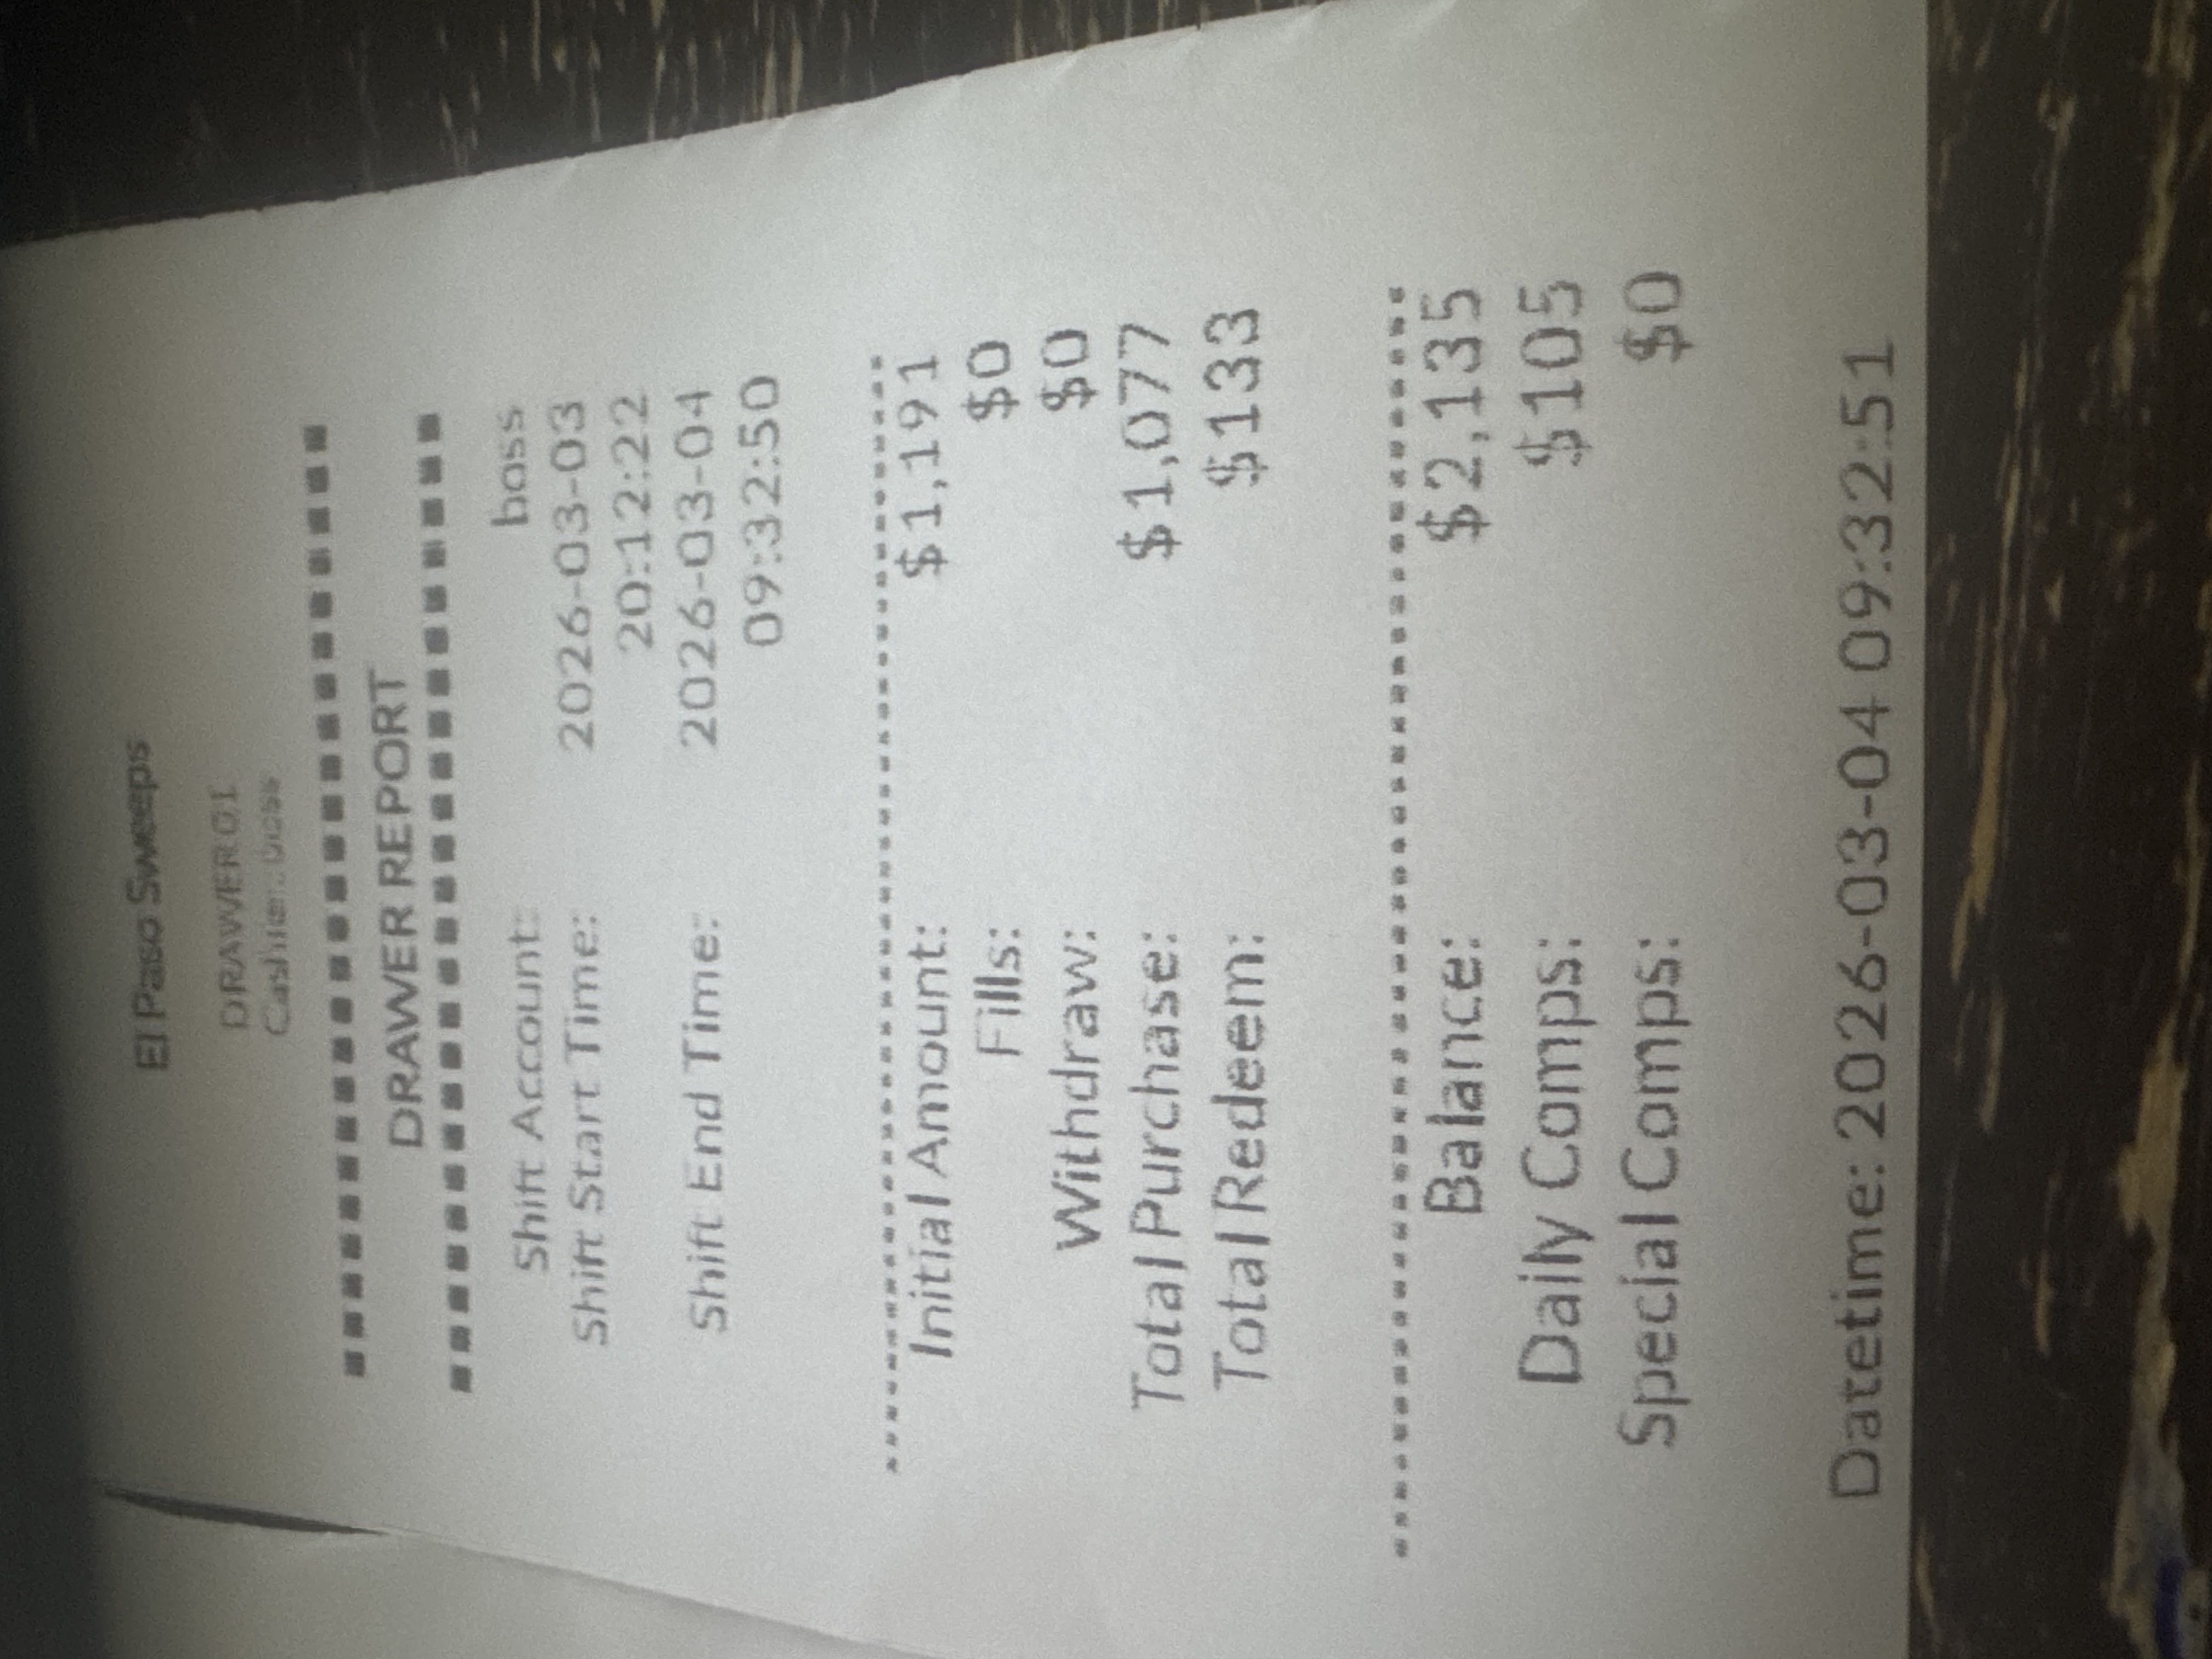 El Paso Sweeps
DRAWER 01
Cashier: boss
DRAWER REPORT
Shift Account: boss
Shift Start Time: 2026-03-03
20:12:22
Shift End Time: 2026-03-04
09:32:50
Initial Amount: $1,191
Fills: $0
Withdraw: $0
Total Purchase: $1,077
Total Redeem: $133
Balance: $2,135
Daily Comps: $105
Special Comps: $0
Datetime: 2026-03-04 09:32:51